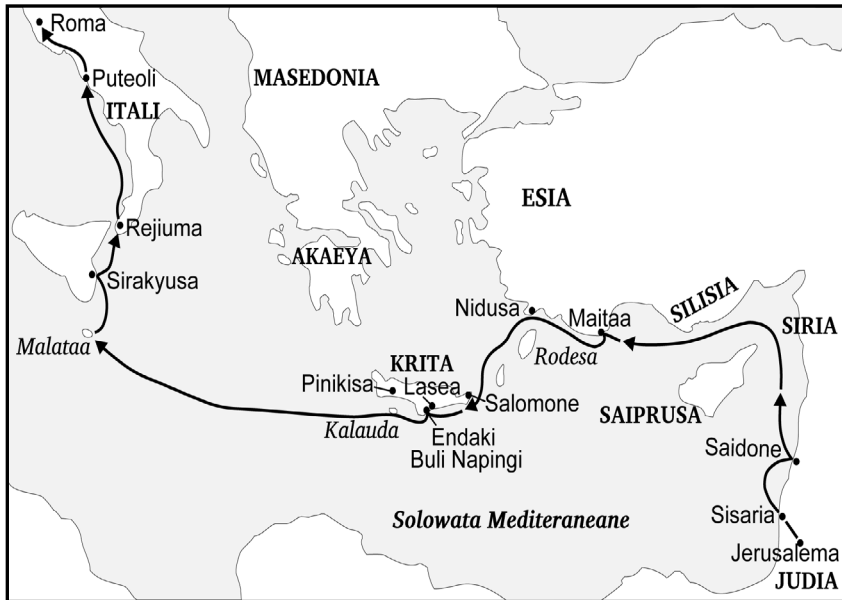 Roma
Puteoli
ITALI
MASEDONIA
ESIA
Rejiuma
AKAEYA
Sirakyusa
Malataa
Nidusa
Maitaa
SILISIA
SIRIA
Rodesa
KRITA
Pinikisa
Lasea
Salomone
SAIPRUSA
Kalauda
Endaki
Buli Napingi
Saidone
Solowata Mediteraneane
Sisaria
Jerusalema
JUDIA